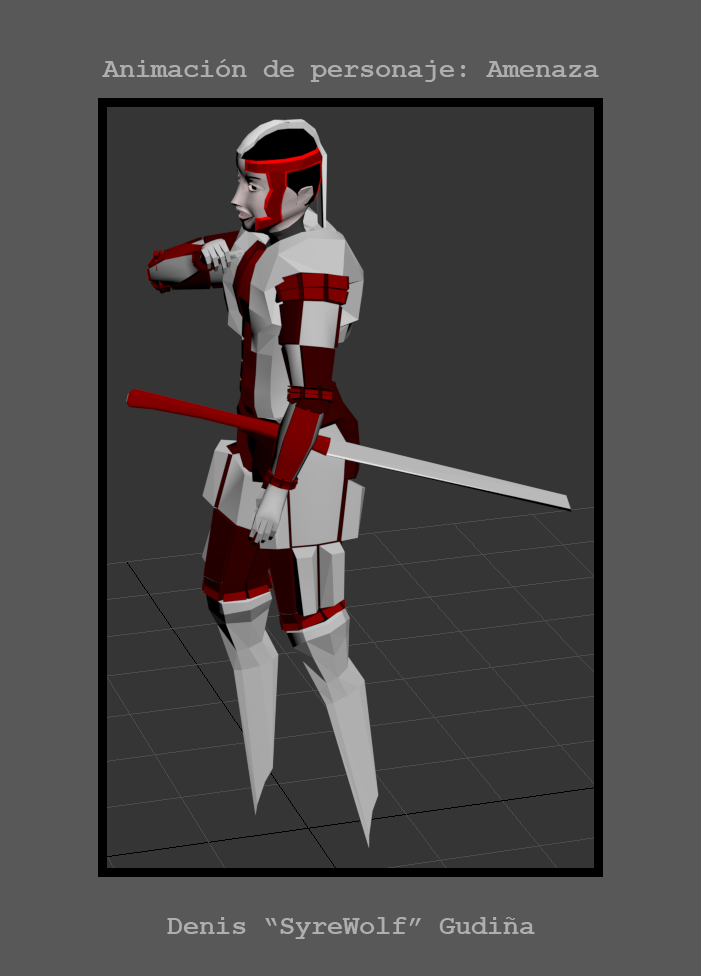 Animación de personaje: Amenaza
Denis “SyreWolf” Gudiña